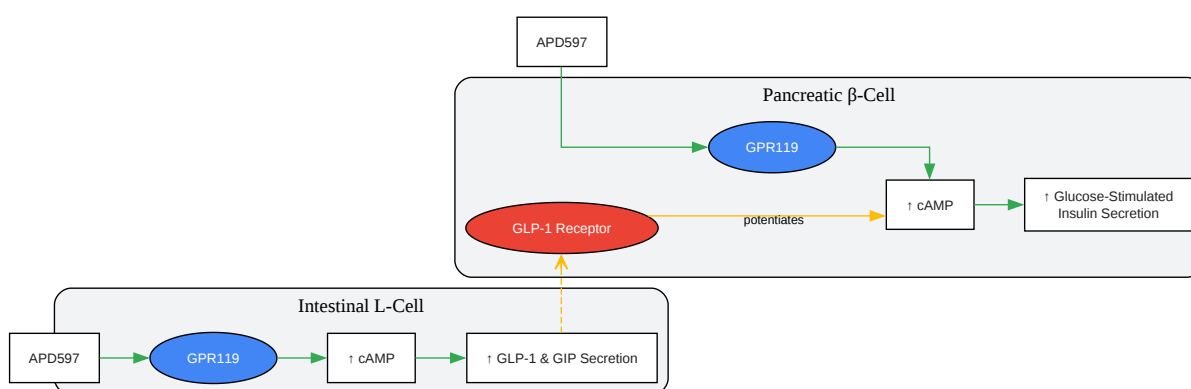 APD597
Pancreatic β-Cell
GPR119
↑ cAMP
↑ Glucose-Stimulated
Insulin Secretion
GLP-1 Receptor
potentiates
Intestinal L-Cell
APD597
GPR119
↑ cAMP
↑ GLP-1 & GIP Secretion